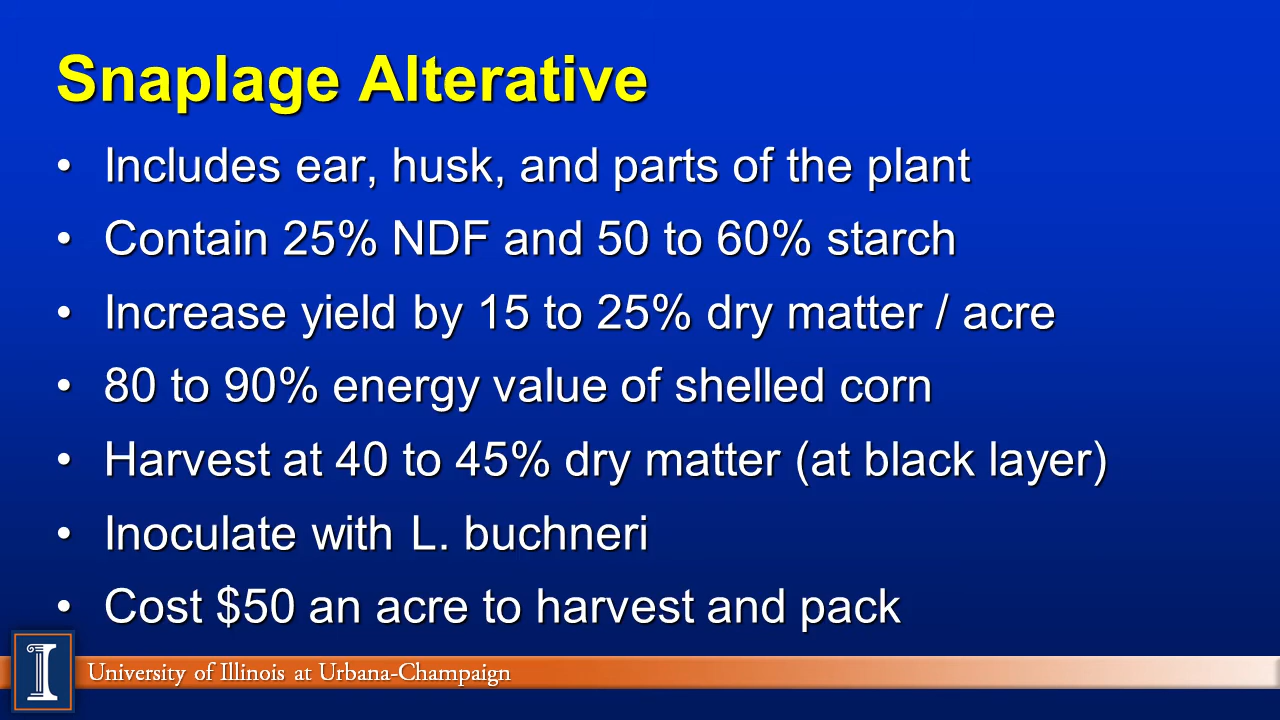 Snaplage Alterative
• Includes ear, husk, and parts of the plant
• Contain 25% NDF and 50 to 60% starch
• Increase yield by 15 to 25% dry matter / acre
• 80 to 90% energy value of shelled corn
• Harvest at 40 to 45% dry matter (at black layer)
• Inoculate with L. buchneri
• Cost $50 an acre to harvest and pack
I
University of Illinois at Urbana-Champaign